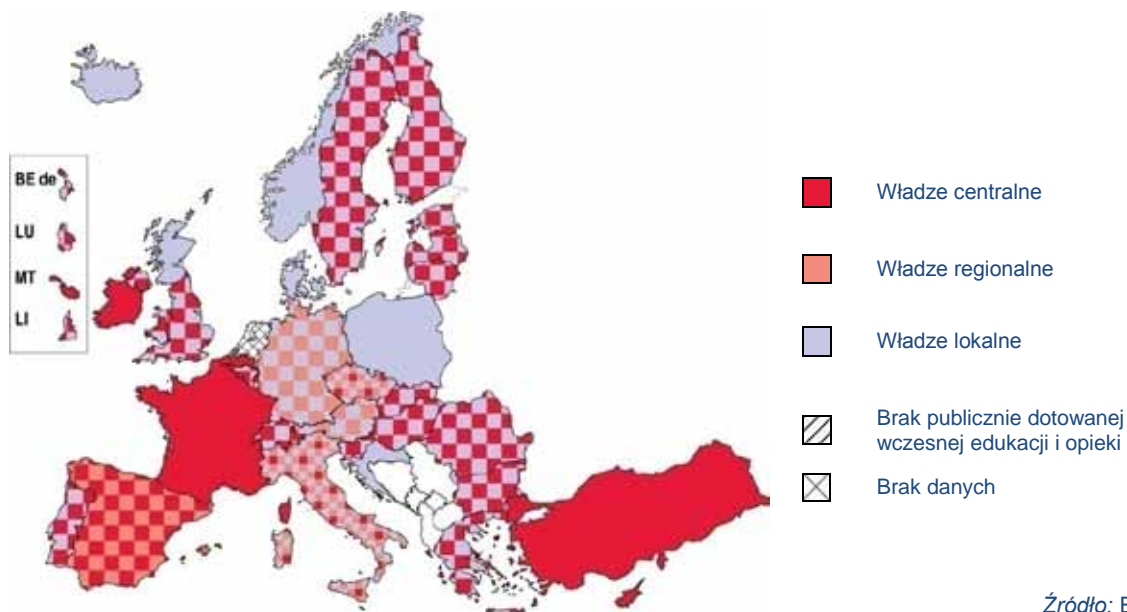 BE de
LU
MT
LI
Władze centralne
Władze regionalne
Władze lokalne
Brak publicznie dotowanej
wczesnej edukacji i opieki
Brak danych
Źródło: E